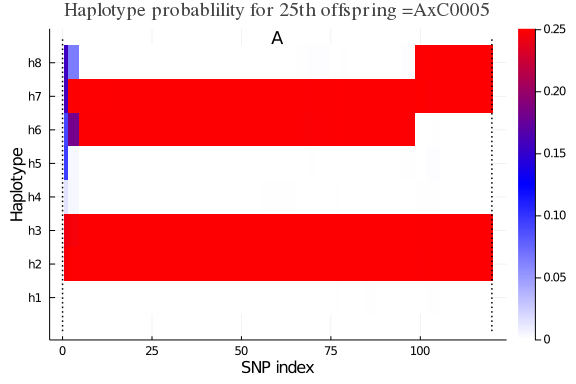 Haplotype probablility for 25th offspring =AxC0005
A
Haplotype
h8
h7
h6
h5
h4
h3
h2
h1
0 25 50 75 100
SNP index
0.25
0.20
0.15
0.10
0.05
0